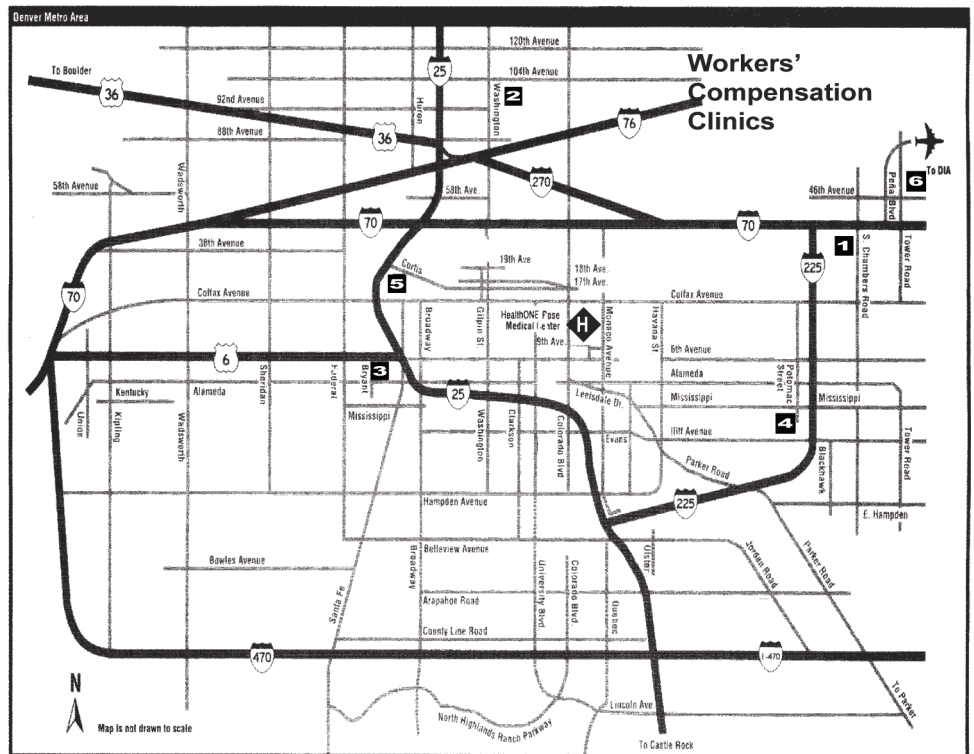 Denver Metro Area
Workers'
Compensation
Clinics
120th Avenue
To Boulder
25
104th Avenue
36
92nd Avenue
Huron
Washington
2
76
88th Avenue
36
To DIA
58th Avenue
Wadsworth
58th Ave.
270
46th Avenue
Peña Blvd
6
70
70
38th Avenue
1
S. Chambers Road
Tower Road
225
19th Ave
Curtis
18th Ave.
17th Ave.
5
70
Colfax Avenue
Colfax Avenue
Broadway
Gilpin St.
HealthONE Rose
Medical Center
H
9th Ave.
Monaco Avenue
Havana St.
6
6th Avenue
Sheridan
Federal
Bryant
3
Potomac
Street
Kentucky
Alameda
25
Alameda
Leetsdale Dr.
Mississippi
Mississippi
Mississippi
Union
Kipling
Wadsworth
Washington
Clarkson
Colorado Blvd.
Evans
4
Iliff Avenue
Tower Road
Parker Road
Blackhawk
Hampden Avenue
225
E. Hampden
Belleview Avenue
Ulster
Jordan Road
Parker Road
Bowles Avenue
Broadway
University Blvd
Colorado Blvd.
Santa Fe
Arapahoe Road
Quebec
County Line Road
470
E-470
N
To Parker
Lincoln Ave
North Highlands Ranch Parkway
Map is not drawn to scale
To Castle Rock